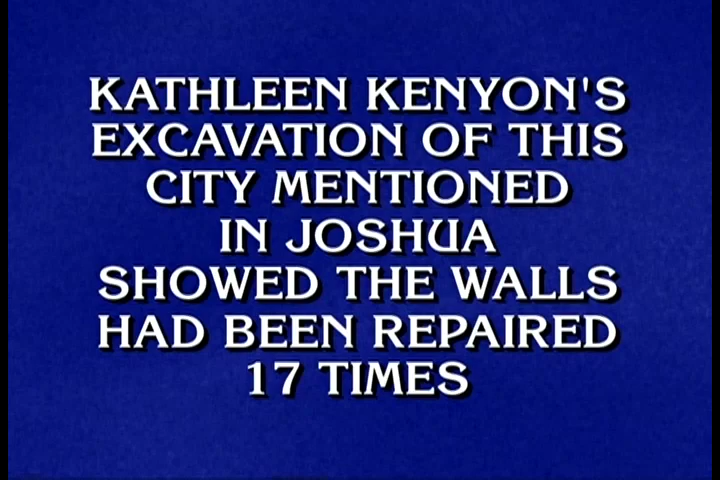 KATHLEEN KENYON'S
EXCAVATION OF THIS
CITY MENTIONED
IN JOSHUA
SHOWED THE WALLS
HAD BEEN REPAIRED
17 TIMES